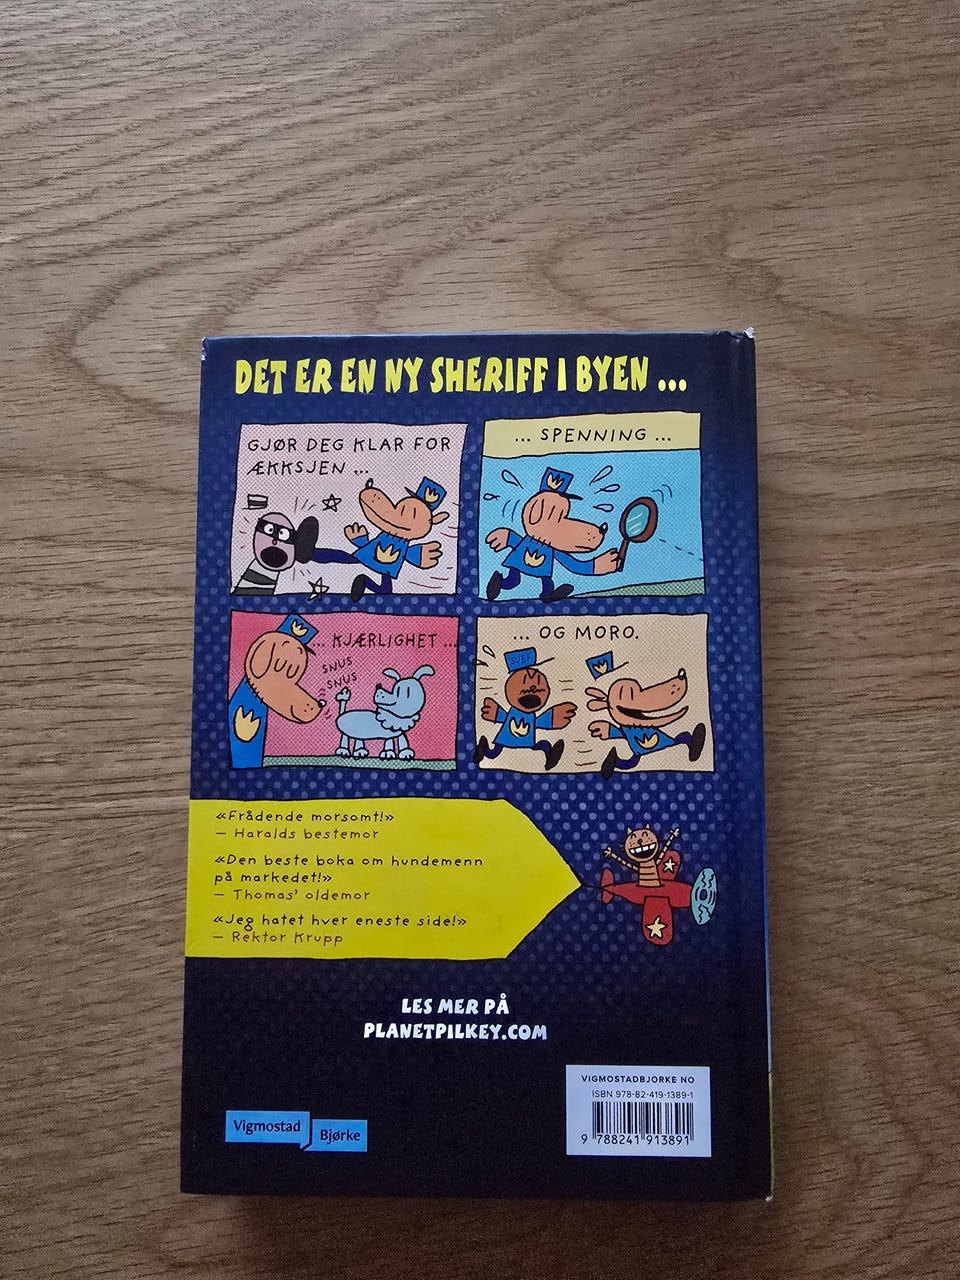 DET ER EN NY SHERIFF I BYEN ...
GJØR DEG KLAR FOR
ÆKKSJEN ...
... SPENNING ...
... KJÆRLIGHET ...
SNUS
SNUS
... OG MORO.
SJEF
«Frådende morsomt!»
– Haralds bestemor
«Den beste boka om hundemenn
på markedet!»
– Thomas' oldemor
«Jeg hatet hver eneste side!»
– Rektor Krupp
LES MER PÅ
PLANETPILKEY.COM
Vigmostad
Bjørke
VIGMOSTADBJORKE NO
ISBN 978-82-419-1389-1
9 788241 913891